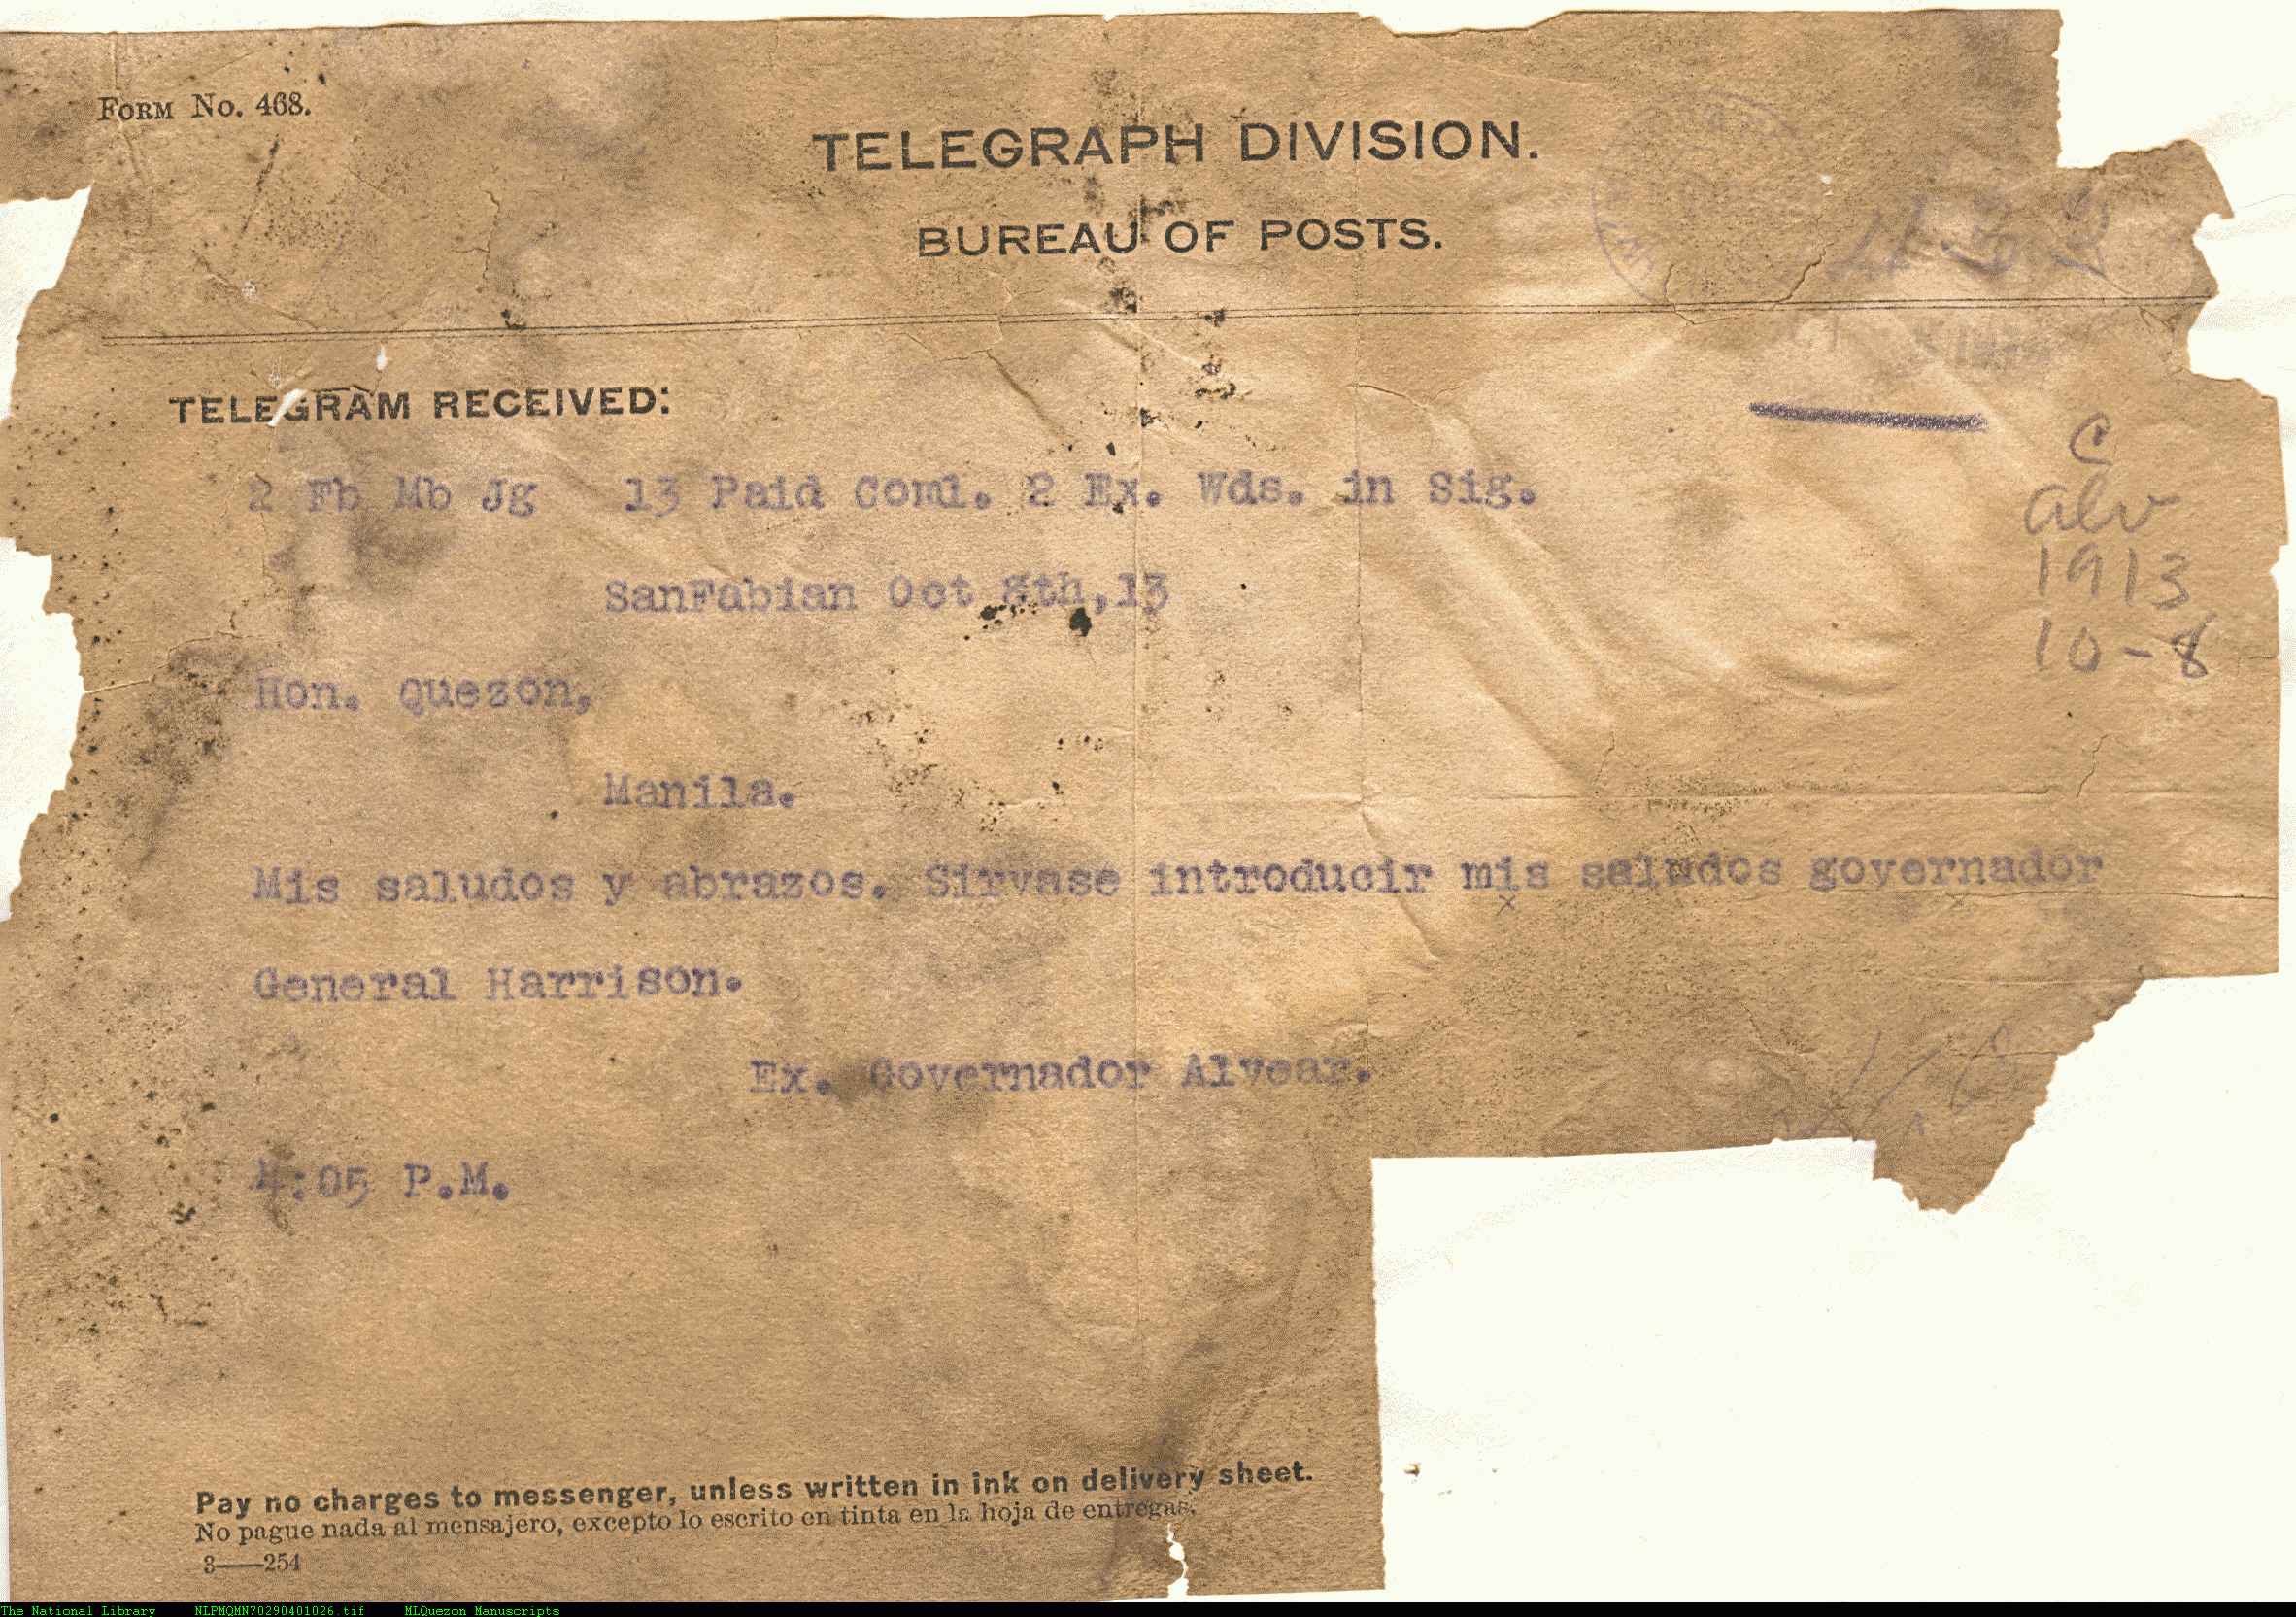 FORM No. 468.
TELEGRAPH DIVISION.
BUREAU OF POSTS.
TELEGRAM RECEIVED:
2 Fb Mb Jg 13 Paid Coml. 2 Ex. Wds. in Sig.
SanFabian Oct 8th,13
C
alv
1913
10-8
Hon. Quezon,
Manila.
Mis saludos y abrazos. Sirvase introducir mis saludos governador
General Harrison.
Ex. Governador Alvear.
4:05 P.M.
Pay no charges to messenger, unless written in ink on delivery sheet.
No pague nada al mensajero, excepto lo escrito en tinta en la hoja de entregas.
3——254
The National Library NLPMQMN70290401026.tif MLQuezon Manuscripts